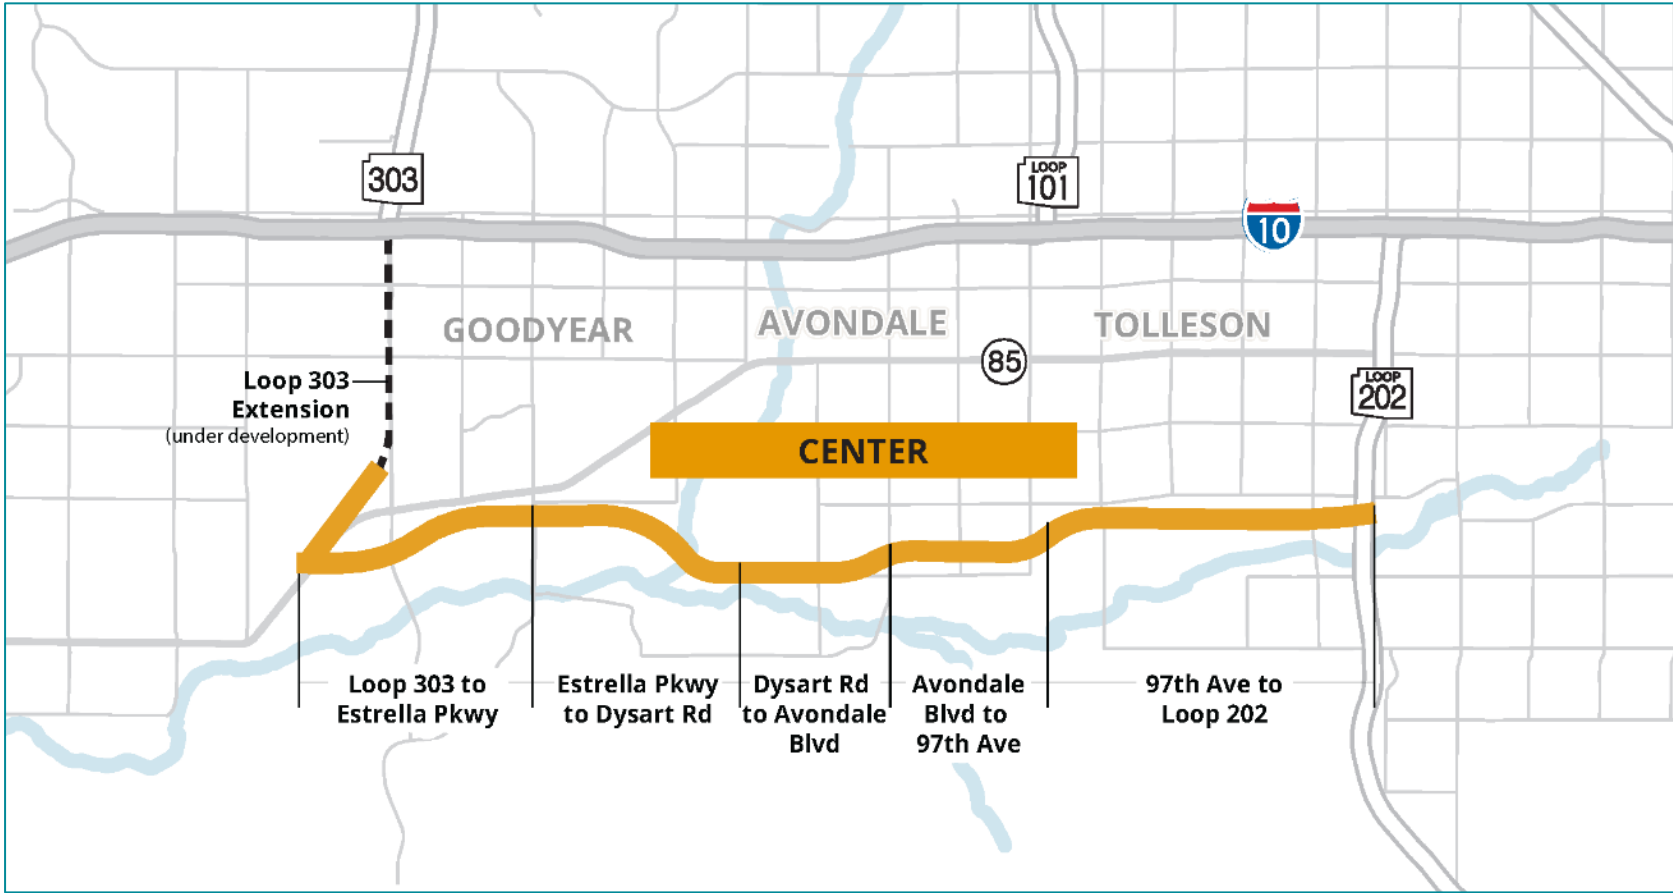 303
LOOP
101
10
GOODYEAR
AVONDALE
TOLLESON
85
Loop 303
Extension
(under development)
LOOP
202
CENTER
Loop 303 to
Estrella Pkwy
Estrella Pkwy
to Dysart Rd
Dysart Rd
to Avondale
Blvd
Avondale
Blvd to
97th Ave
97th Ave to
Loop 202